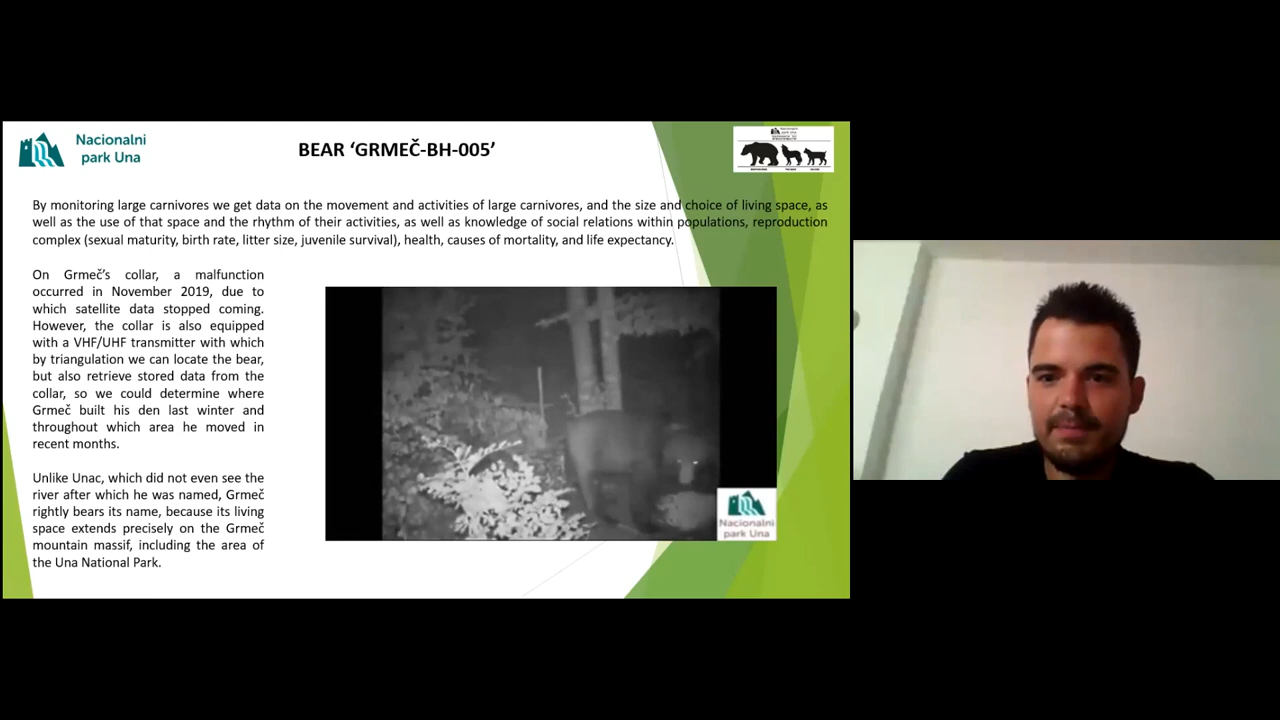 Nacionalni
park Una
BEAR ‘GRMEČ-BH-005’
By monitoring large carnivores we get data on the movement and activities of large carnivores, and the size and choice of living space, as
well as the use of that space and the rhythm of their activities, as well as knowledge of social relations within populations, reproduction
complex (sexual maturity, birth rate, litter size, juvenile survival), health, causes of mortality, and life expectancy.
On Grmeč’s collar, a malfunction
occurred in November 2019, due to
which satellite data stopped coming.
However, the collar is also equipped
with a VHF/UHF transmitter with which
by triangulation we can locate the bear,
but also retrieve stored data from the
collar, so we could determine where
Grmeč built his den last winter and
throughout which area he moved in
recent months.
Unlike Unac, which did not even see the
river after which he was named, Grmeč
rightly bears its name, because its living
space extends precisely on the Grmeč
mountain massif, including the area of
the Una National Park.
Nacionalni
park Una